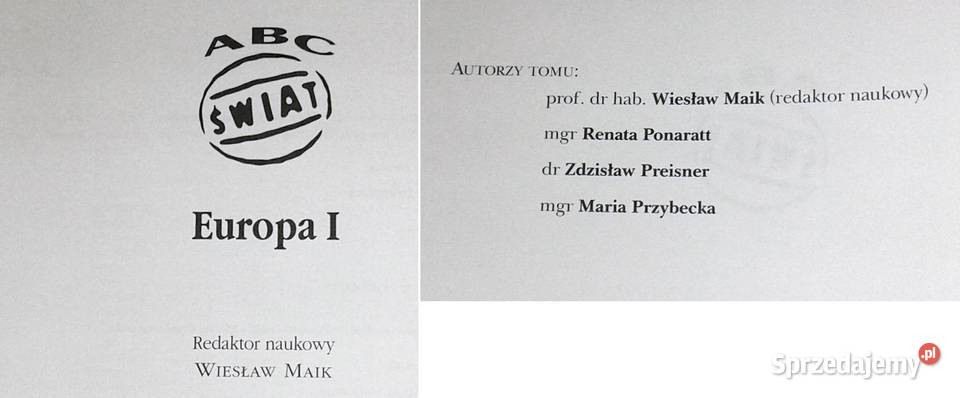 ABC
ŚWIAT
Europa I
Redaktor naukowy
WIESŁAW MAIK
AUTORZY TOMU:
prof. dr hab. Wiesław Maik (redaktor naukowy)
mgr Renata Ponaratt
dr Zdzisław Preisner
mgr Maria Przybecka
Sprzedajemy.pl